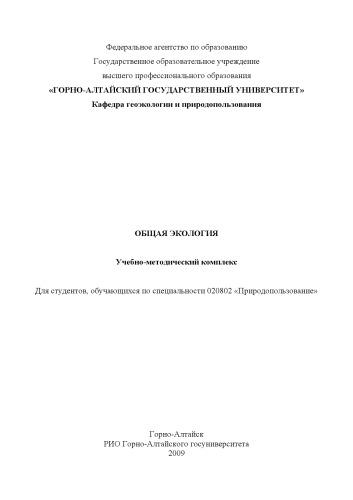 Федеральное агентство по образованию
Государственное образовательное учреждение
высшего профессионального образования
«ГОРНО-АЛТАЙСКИЙ ГОСУДАРСТВЕННЫЙ УНИВЕРСИТЕТ»
Кафедра геоэкологии и природопользования
ОБЩАЯ ЭКОЛОГИЯ
Учебно-методический комплекс
Для студентов, обучающихся по специальности 020802 «Природопользование»
Горно-Алтайск
РИО Горно-Алтайского госуниверситета
2009